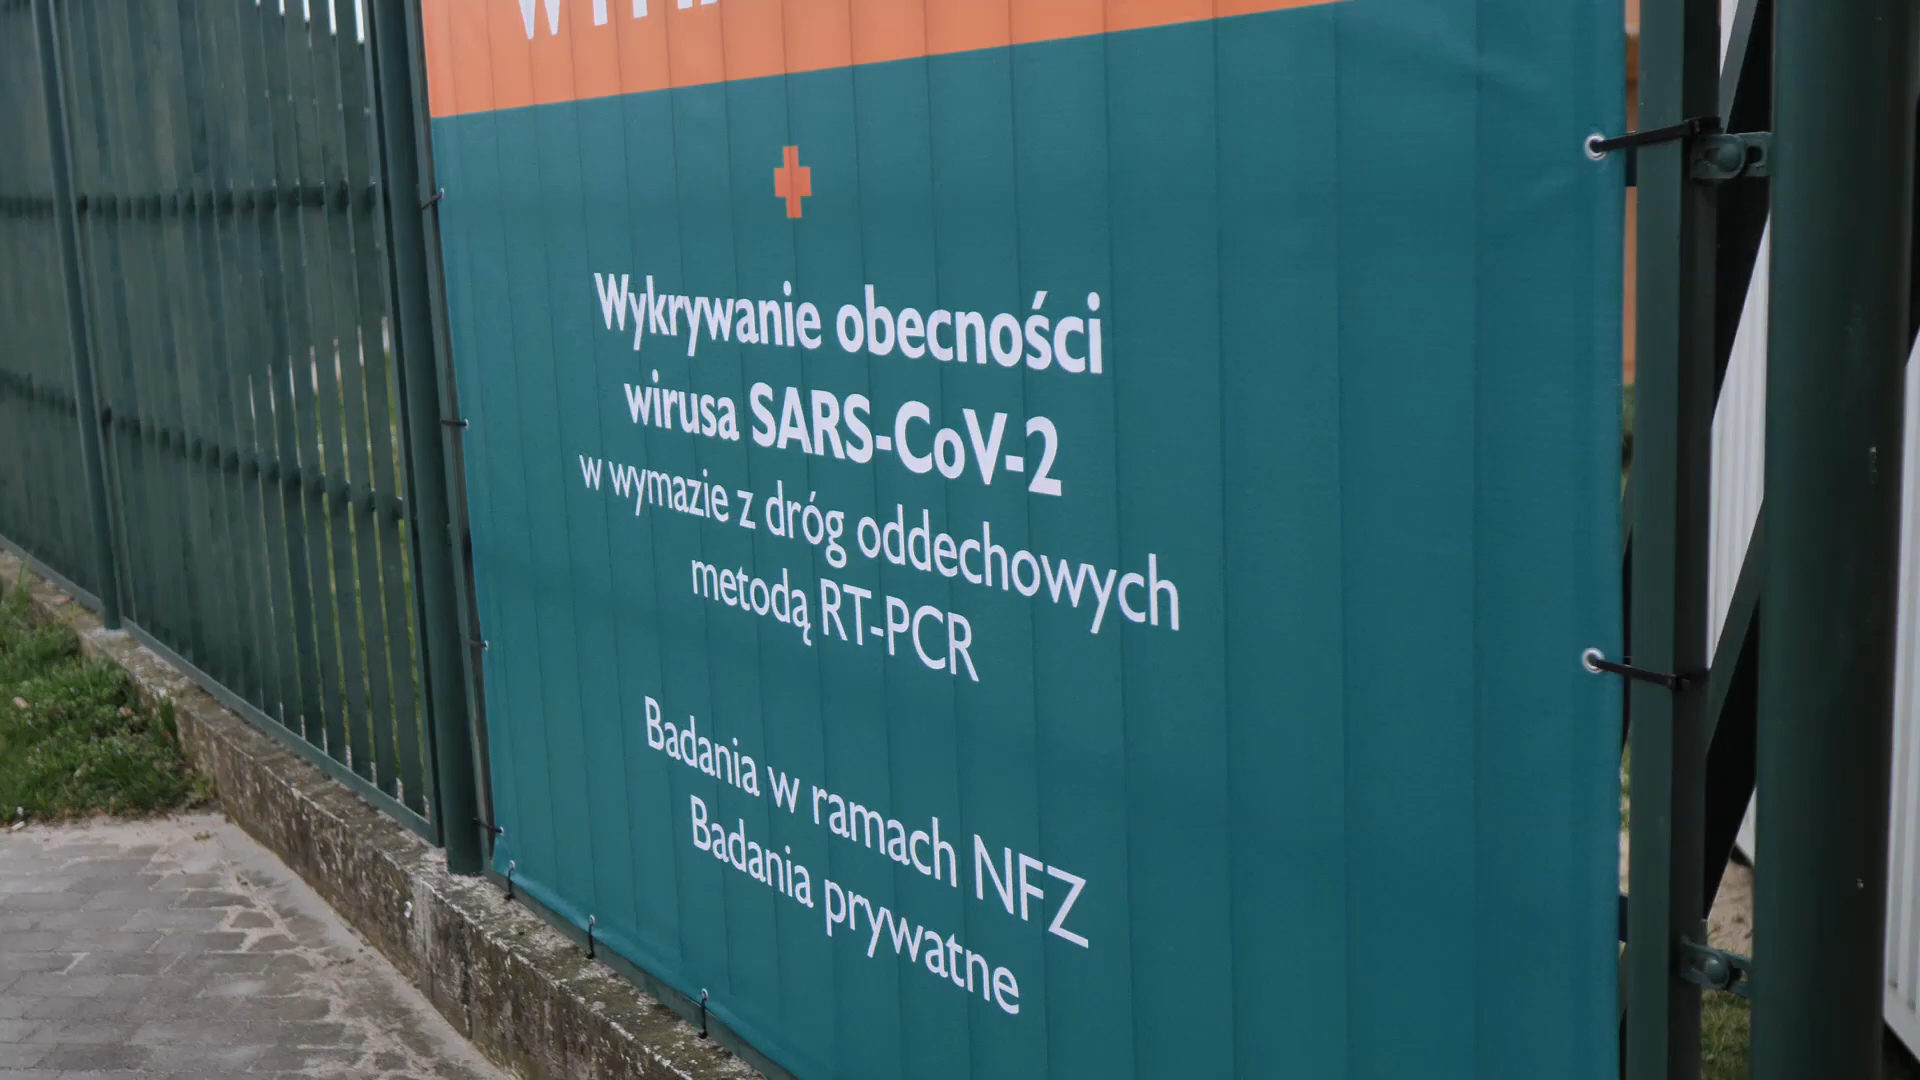 Wykrywanie obecności
wirusa SARS-CoV-2
w wymazie z dróg oddechowych
metodą RT-PCR
Badania w ramach NFZ
Badania prywatne